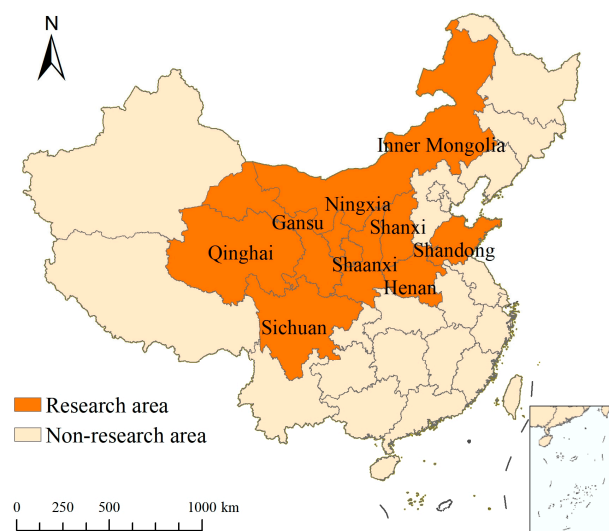 N
Inner Mongolia
Ningxia
Gansu
Shanxi
Qinghai
Shandong
Shaanxi
Henan
Sichuan
Research area
Non-research area
0 250 500 1000 km